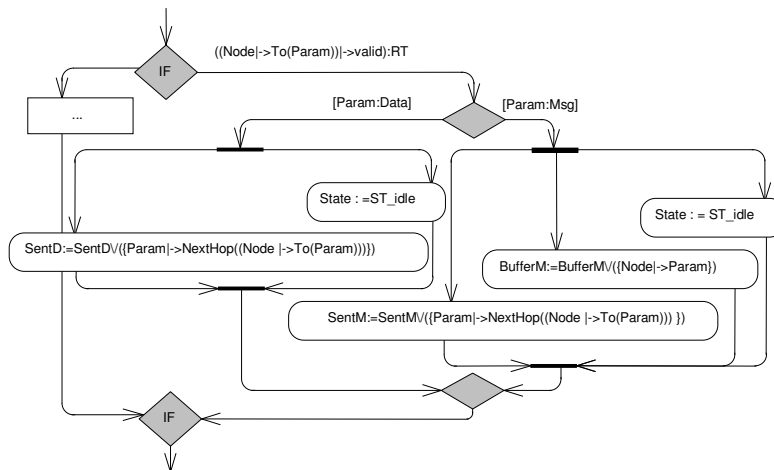 ((Node|->To(Param))|->valid):RT
IF
[Param:Data]
[Param:Msg]
...
State : =ST_idle
State : = ST_idle
SentD:=SentD\/({Param|->NextHop((Node |->To(Param)))})
BufferM:=BufferM\/({Node|->Param})
SentM:=SentM\/({Param|->NextHop((Node |->To(Param))) })
IF